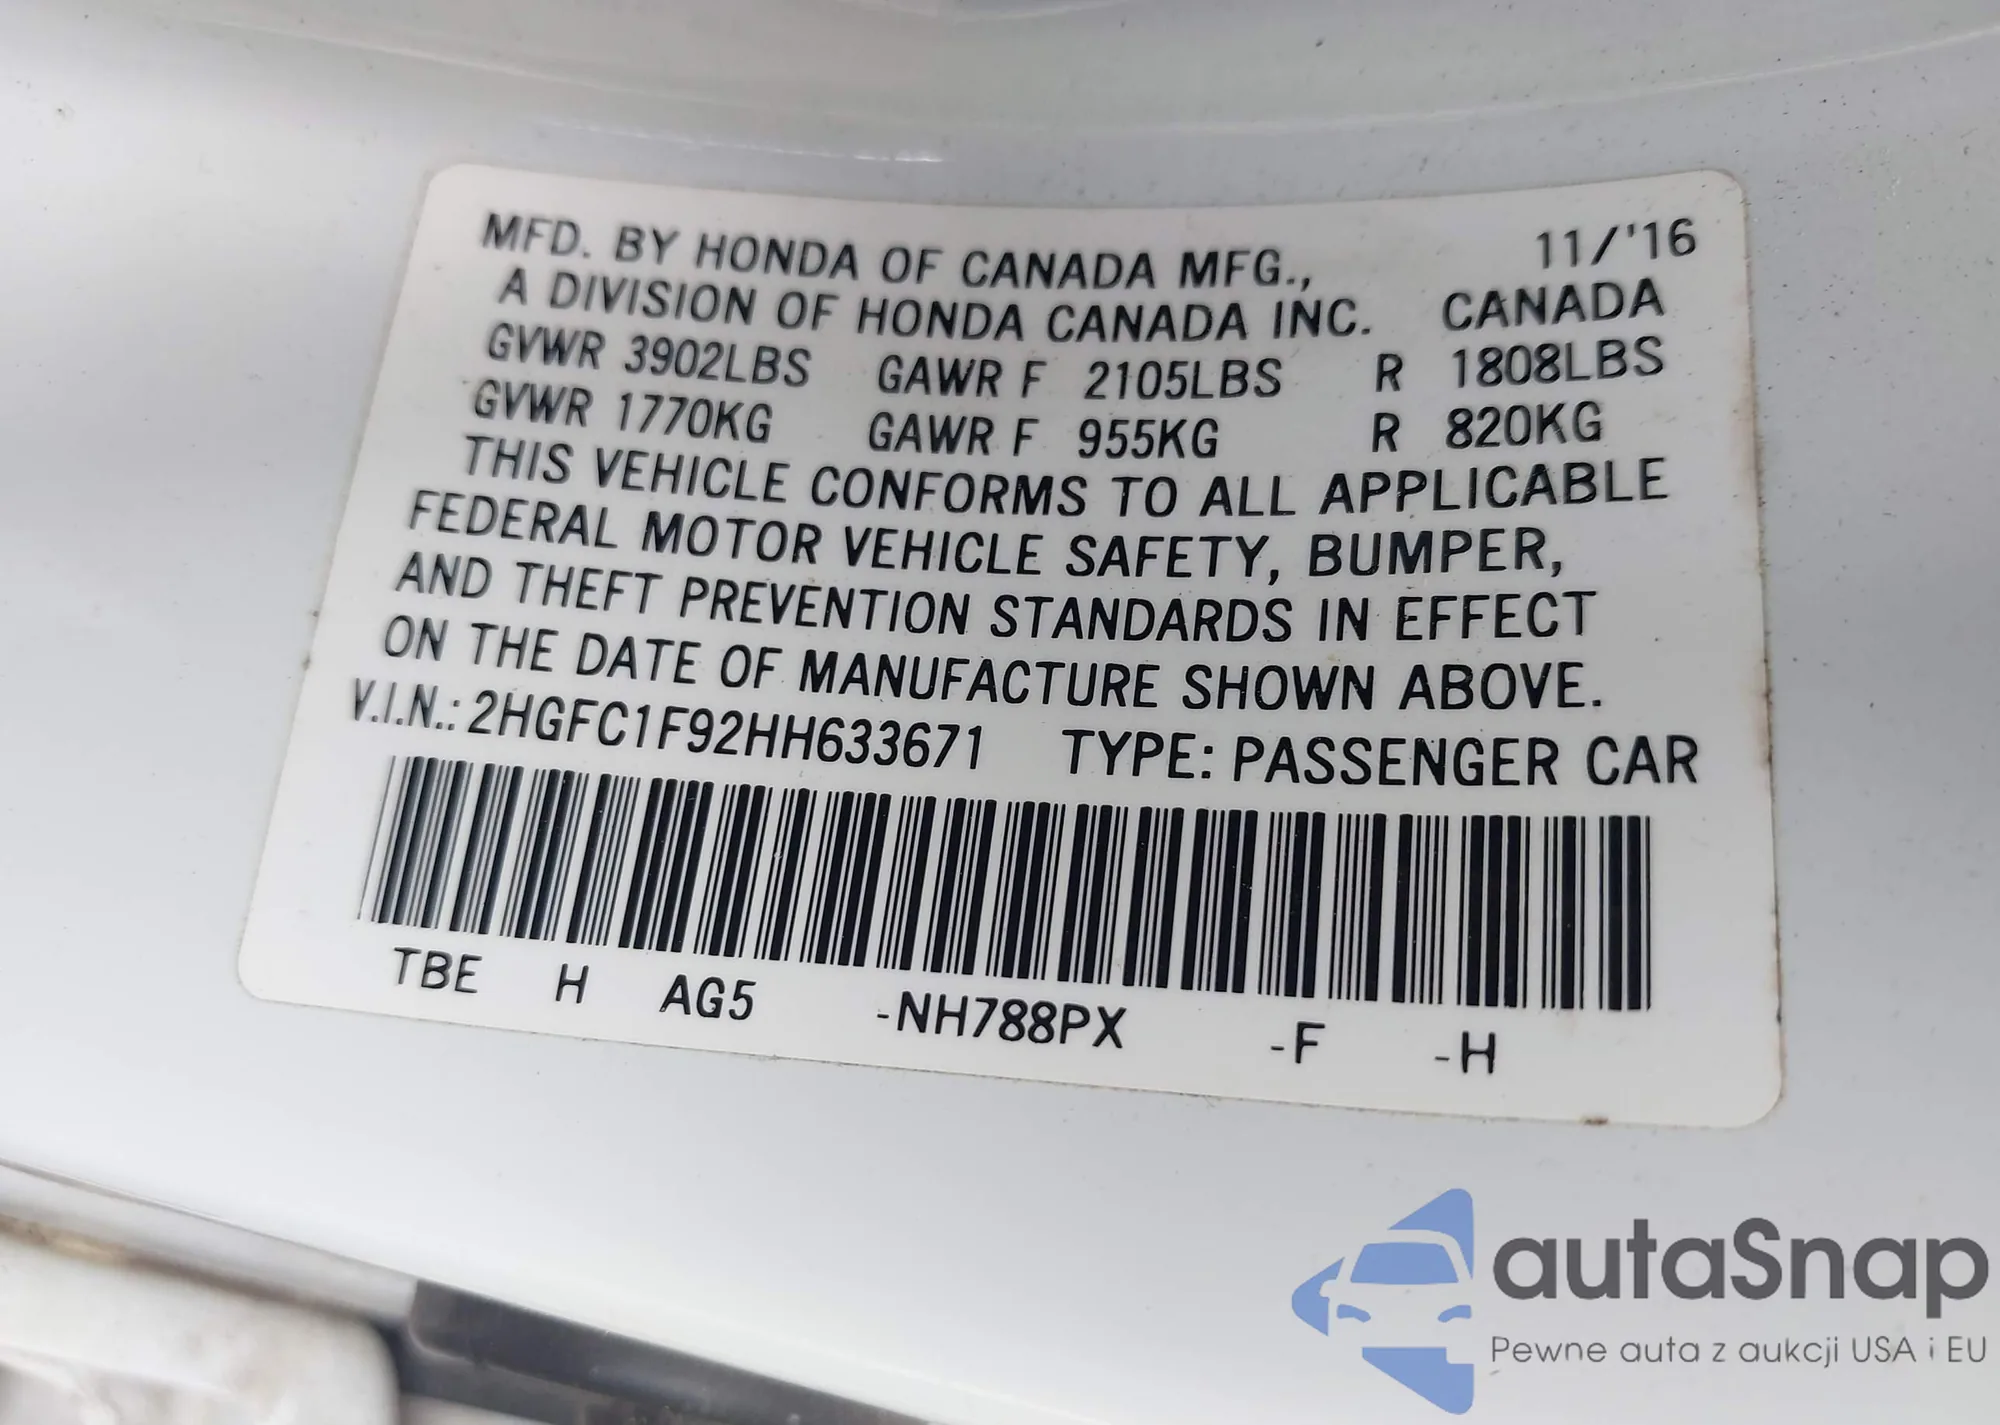 MFD. BY HONDA OF CANADA MFG., 11/'16
A DIVISION OF HONDA CANADA INC. CANADA
GVWR 3902LBS GAWR F 2105LBS R 1808LBS
GVWR 1770KG GAWR F 955KG R 820KG
THIS VEHICLE CONFORMS TO ALL APPLICABLE
FEDERAL MOTOR VEHICLE SAFETY, BUMPER,
AND THEFT PREVENTION STANDARDS IN EFFECT
ON THE DATE OF MANUFACTURE SHOWN ABOVE.
V.I.N.: 2HGFC1F92HH633671 TYPE: PASSENGER CAR
TBE H AG5 -NH788PX -F -H
autaSnap
Pewne auta z aukcji USA i EU